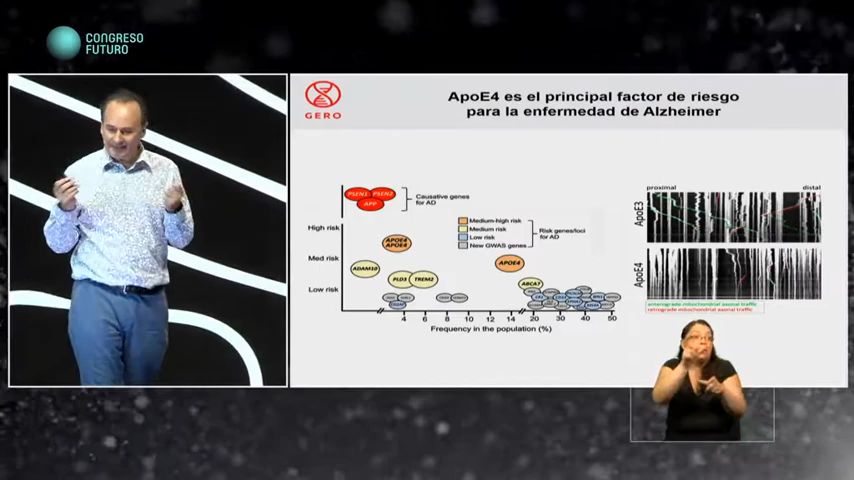 CONGRESO
FUTURO
GERO
ApoE4 es el principal factor de riesgo
para la enfermedad de Alzheimer
PSEN1 PSEN2
APP
Causative genes
for AD
High risk
Med risk
Low risk
Medium-high risk
Medium risk
Low risk
New GWAS genes
Risk genes/loci
for AD
APOE4
APOE4
ADAM10
PLD3 TREM2
APOE4
ABCA7
4 6 8 10 12 14 20 30 40 50
Frequency in the population (%)
proximal distal
ApoE3
ApoE4
anterograde mitochondrial axonal traffic
retrograde mitochondrial axonal traffic